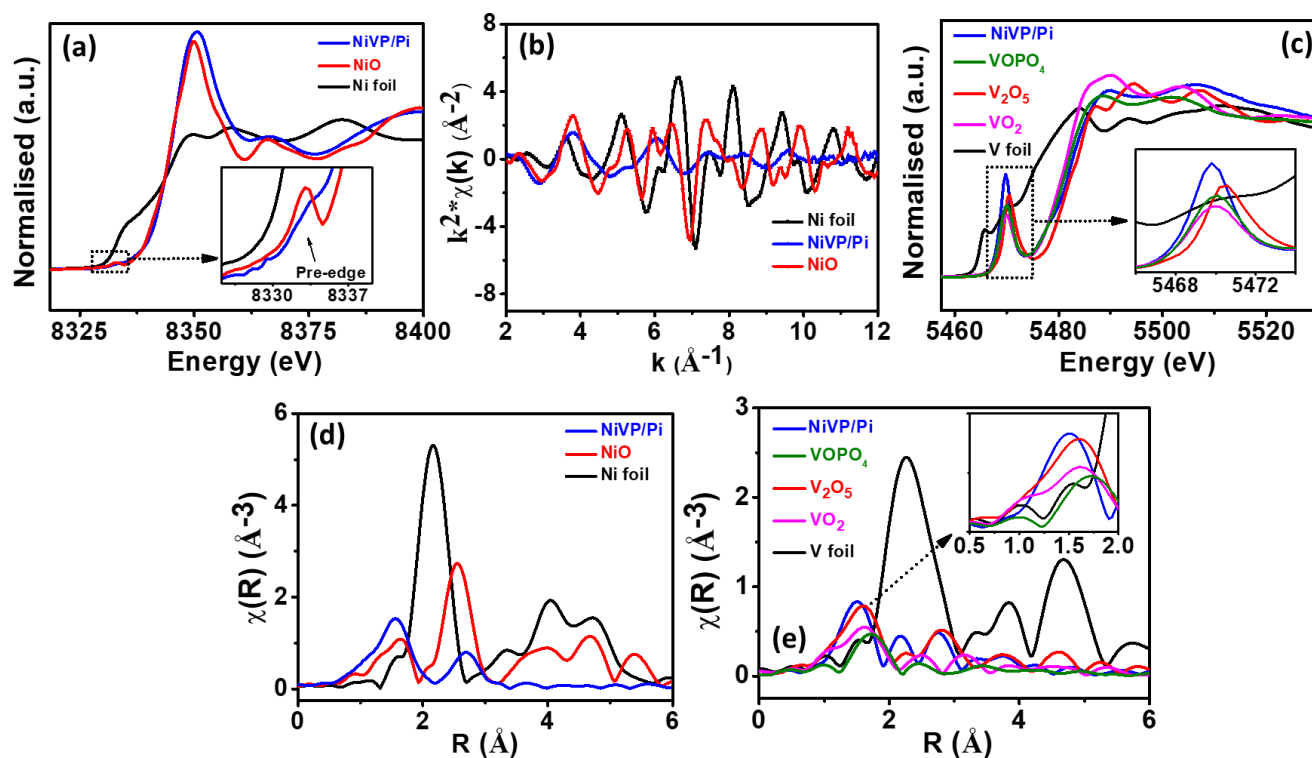 (a)
NiVP/Pi
NiO
Ni foil
Pre-edge
8330 8337
Normalised (a.u.)
8325 8350 8375 8400
Energy (eV)
(b)
8
4
0
-4
-8
k²*χ(k) (Å-2)
Ni foil
NiVP/Pi
NiO
2 4 6 8 10 12
k (Å-1)
(c)
NiVP/Pi
VOPO₄
V₂O₅
VO₂
V foil
5468 5472
Normalised (a.u.)
5460 5480 5500 5520
Energy (eV)
(d)
NiVP/Pi
NiO
Ni foil
6
4
2
0
χ(R) (Å-3)
0 2 4 6
R (Å)
(e)
NiVP/Pi
VOPO₄
V₂O₅
VO₂
V foil
0.5 1.0 1.5 2.0
3
2
1
0
χ(R) (Å-3)
0 2 4 6
R (Å)